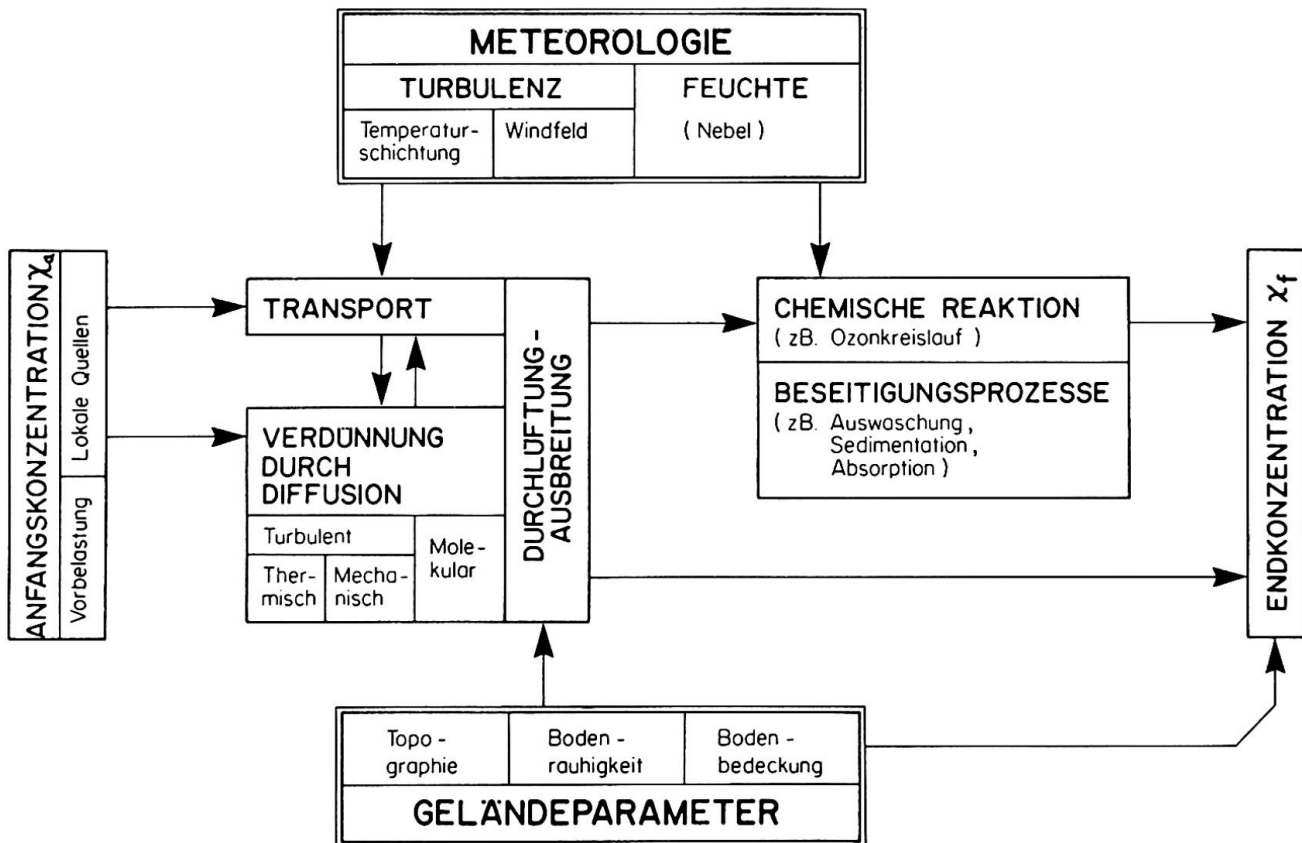 METEOROLOGIE
TURBULENZ
FEUCHTE
Temperatur-
schichtung
Windfeld
( Nebel )
ANFANGSKONZENTRATION χa
Lokale Quellen
Vorbelastung
TRANSPORT
VERDÜNNUNG
DURCH
DIFFUSION
Turbulent
Ther-
misch
Mecha-
nisch
Mole-
kular
DURCHLÜFTUNG-
AUSBREITUNG
CHEMISCHE REAKTION
( zB. Ozonkreislauf )
BESEITIGUNGSPROZESSE
( zB. Auswaschung,
Sedimentation,
Absorption )
ENDKONZENTRATION χf
Topo-
graphie
Boden-
rauhigkeit
Boden-
bedeckung
GELÄNDEPARAMETER